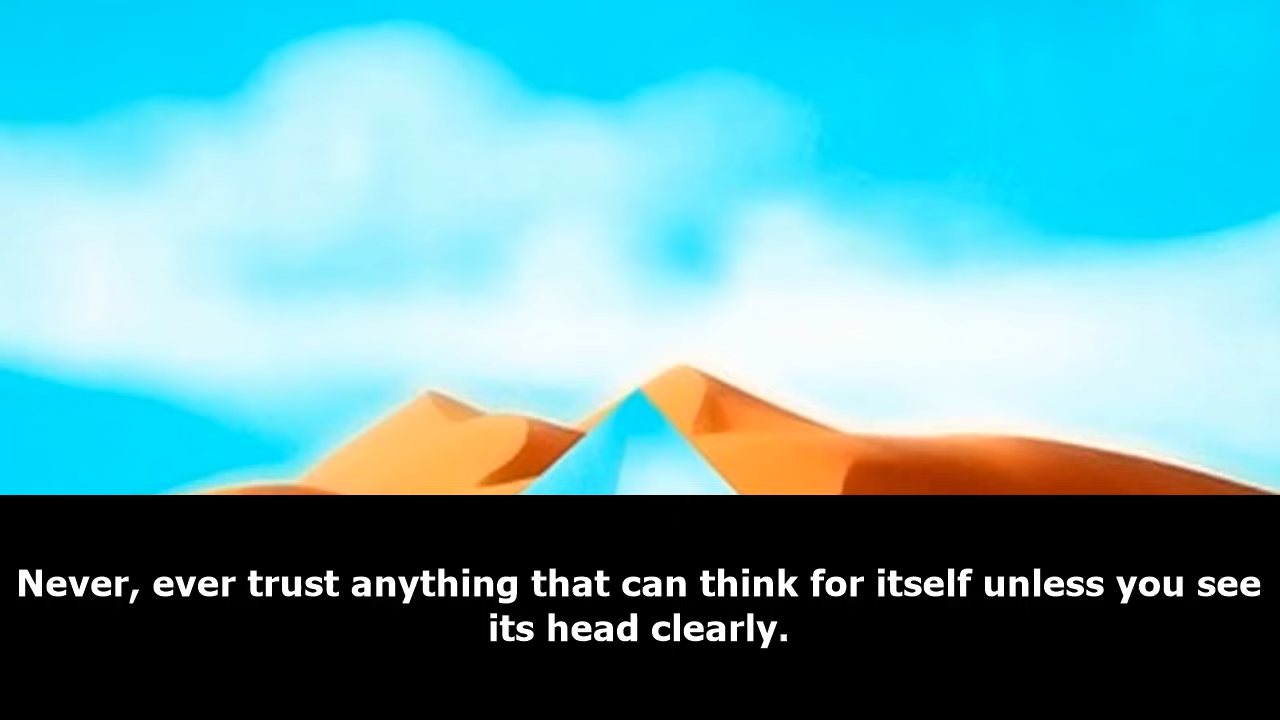 Never, ever trust anything that can think for itself unless you see
its head clearly.